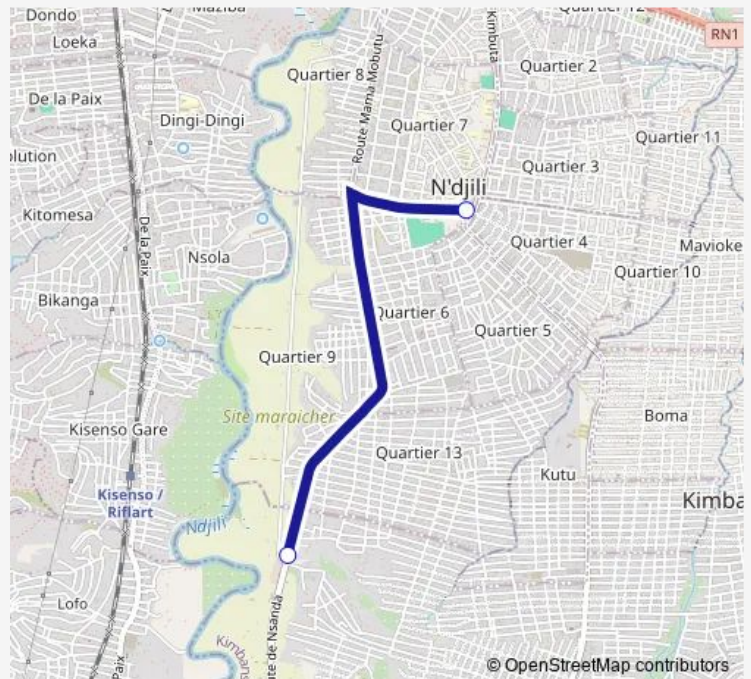 Dondo
Maziba
Quartier 12
RN1
Loeka
Kimbuta
Quartier 8
Quartier 2
Route Mama Mobutu
De la Paix
Dingi-Dingi
Quartier 7
Quartier 11
olution
Quartier 3
N'djili
Kitomesa
De la Paix
Nsola
Quartier 4
Mavioke
Quartier 10
Bikanga
Quartier 6
Quartier 5
Quartier 9
Site maraicher
Boma
Kisenso Gare
Quartier 13
Kutu
Kisenso /
Riflart
Kimba
Ndjili
Lofo
te de Nsanda
Kimbans
Paix
© OpenStreetMap contributors